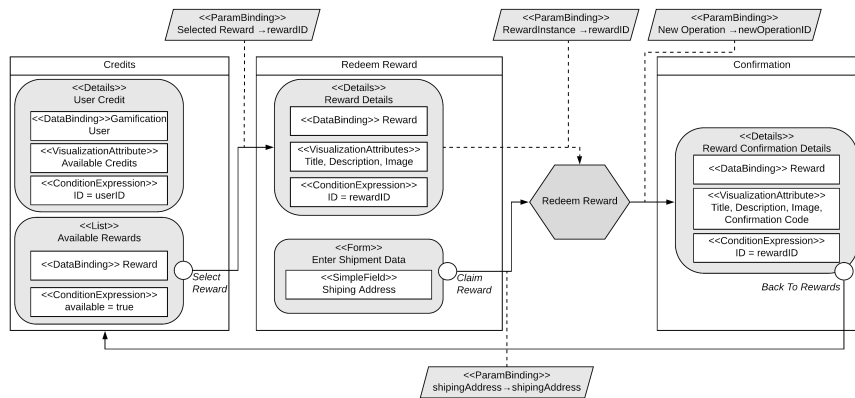 <<ParamBinding>>
Selected Reward →rewardID
<<ParamBinding>>
RewardInstance →rewardID
<<ParamBinding>>
New Operation →newOperationID
Credits
<<Details>>
User Credit
<<DataBinding>>Gamification
User
<<VisualizationAttribute>>
Available Credits
<<ConditionExpression>>
ID = userID
<<List>>
Available Rewards
<<DataBinding>> Reward
<<ConditionExpression>>
available = true
Select
Reward
Redeem Reward
<<Details>>
Reward Details
<<DataBinding>> Reward
<<VisualizationAttributes>>
Title, Description, Image
<<ConditionExpression>>
ID = rewardID
<<Form>>
Enter Shipment Data
<<SimpleField>>
Shiping Address
Claim
Reward
Redeem Reward
Confirmation
<<Details>>
Reward Confirmation Details
<<DataBinding>> Reward
<<VisualizationAttribute>>
Title, Description, Image,
Confirmation Code
<<ConditionExpression>>
ID = rewardID
Back To Rewards
<<ParamBinding>>
shipingAddress→shipingAddress